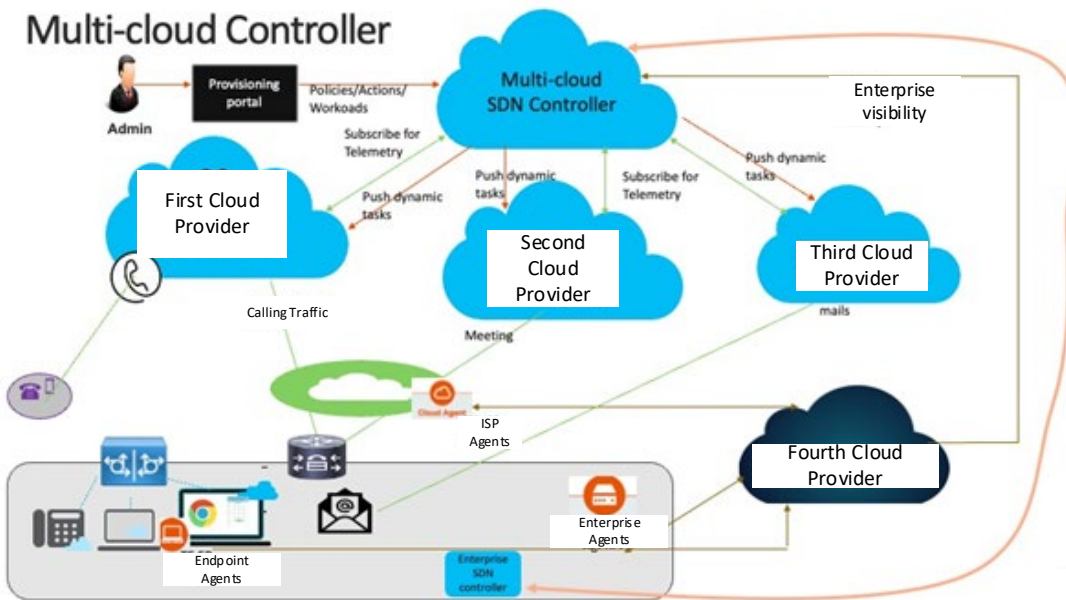 Multi-cloud Controller
Admin
Provisioning
portal
Policies/Actions/
Workoads
Multi-cloud
SDN Controller
Enterprise
visibility
Subscribe for
Telemetry
Push dynamic
tasks
Push dynamic
tasks
Subscribe for
Telemetry
Push dynamic
tasks
First Cloud
Provider
Second
Cloud
Provider
Third Cloud
Provider
Calling Traffic
Meeting
mails
Cloud Agent
ISP
Agents
Fourth Cloud
Provider
@
Enterprise
Agents
Endpoint
Agents
Enterprise
SDN
controller